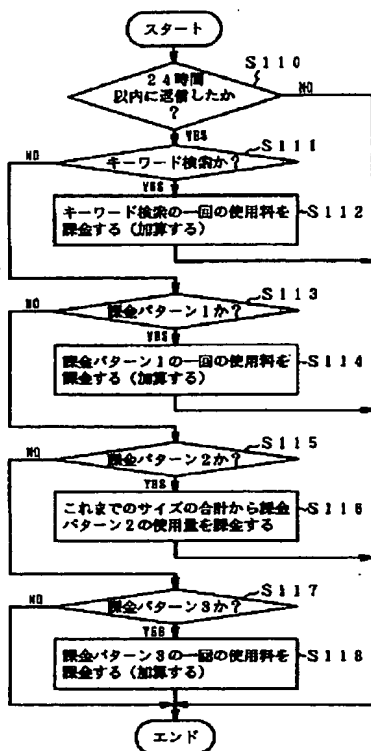 スタート
S110
24時間
以内に返信したか
?
NO
YES
S111
NO
キーワード検索か?
YES
キーワード検索の一回の使用料を
課金する(加算する)
S112
S113
NO
課金パターン1か?
YES
課金パターン1の一回の使用料を
課金する(加算する)
S114
S115
NO
課金パターン2か?
YES
これまでのサイズの合計から課金
パターン2の使用量を課金する
S116
S117
NO
課金パターン3か?
YES
課金パターン3の一回の使用料を
課金する(加算する)
S118
エンド